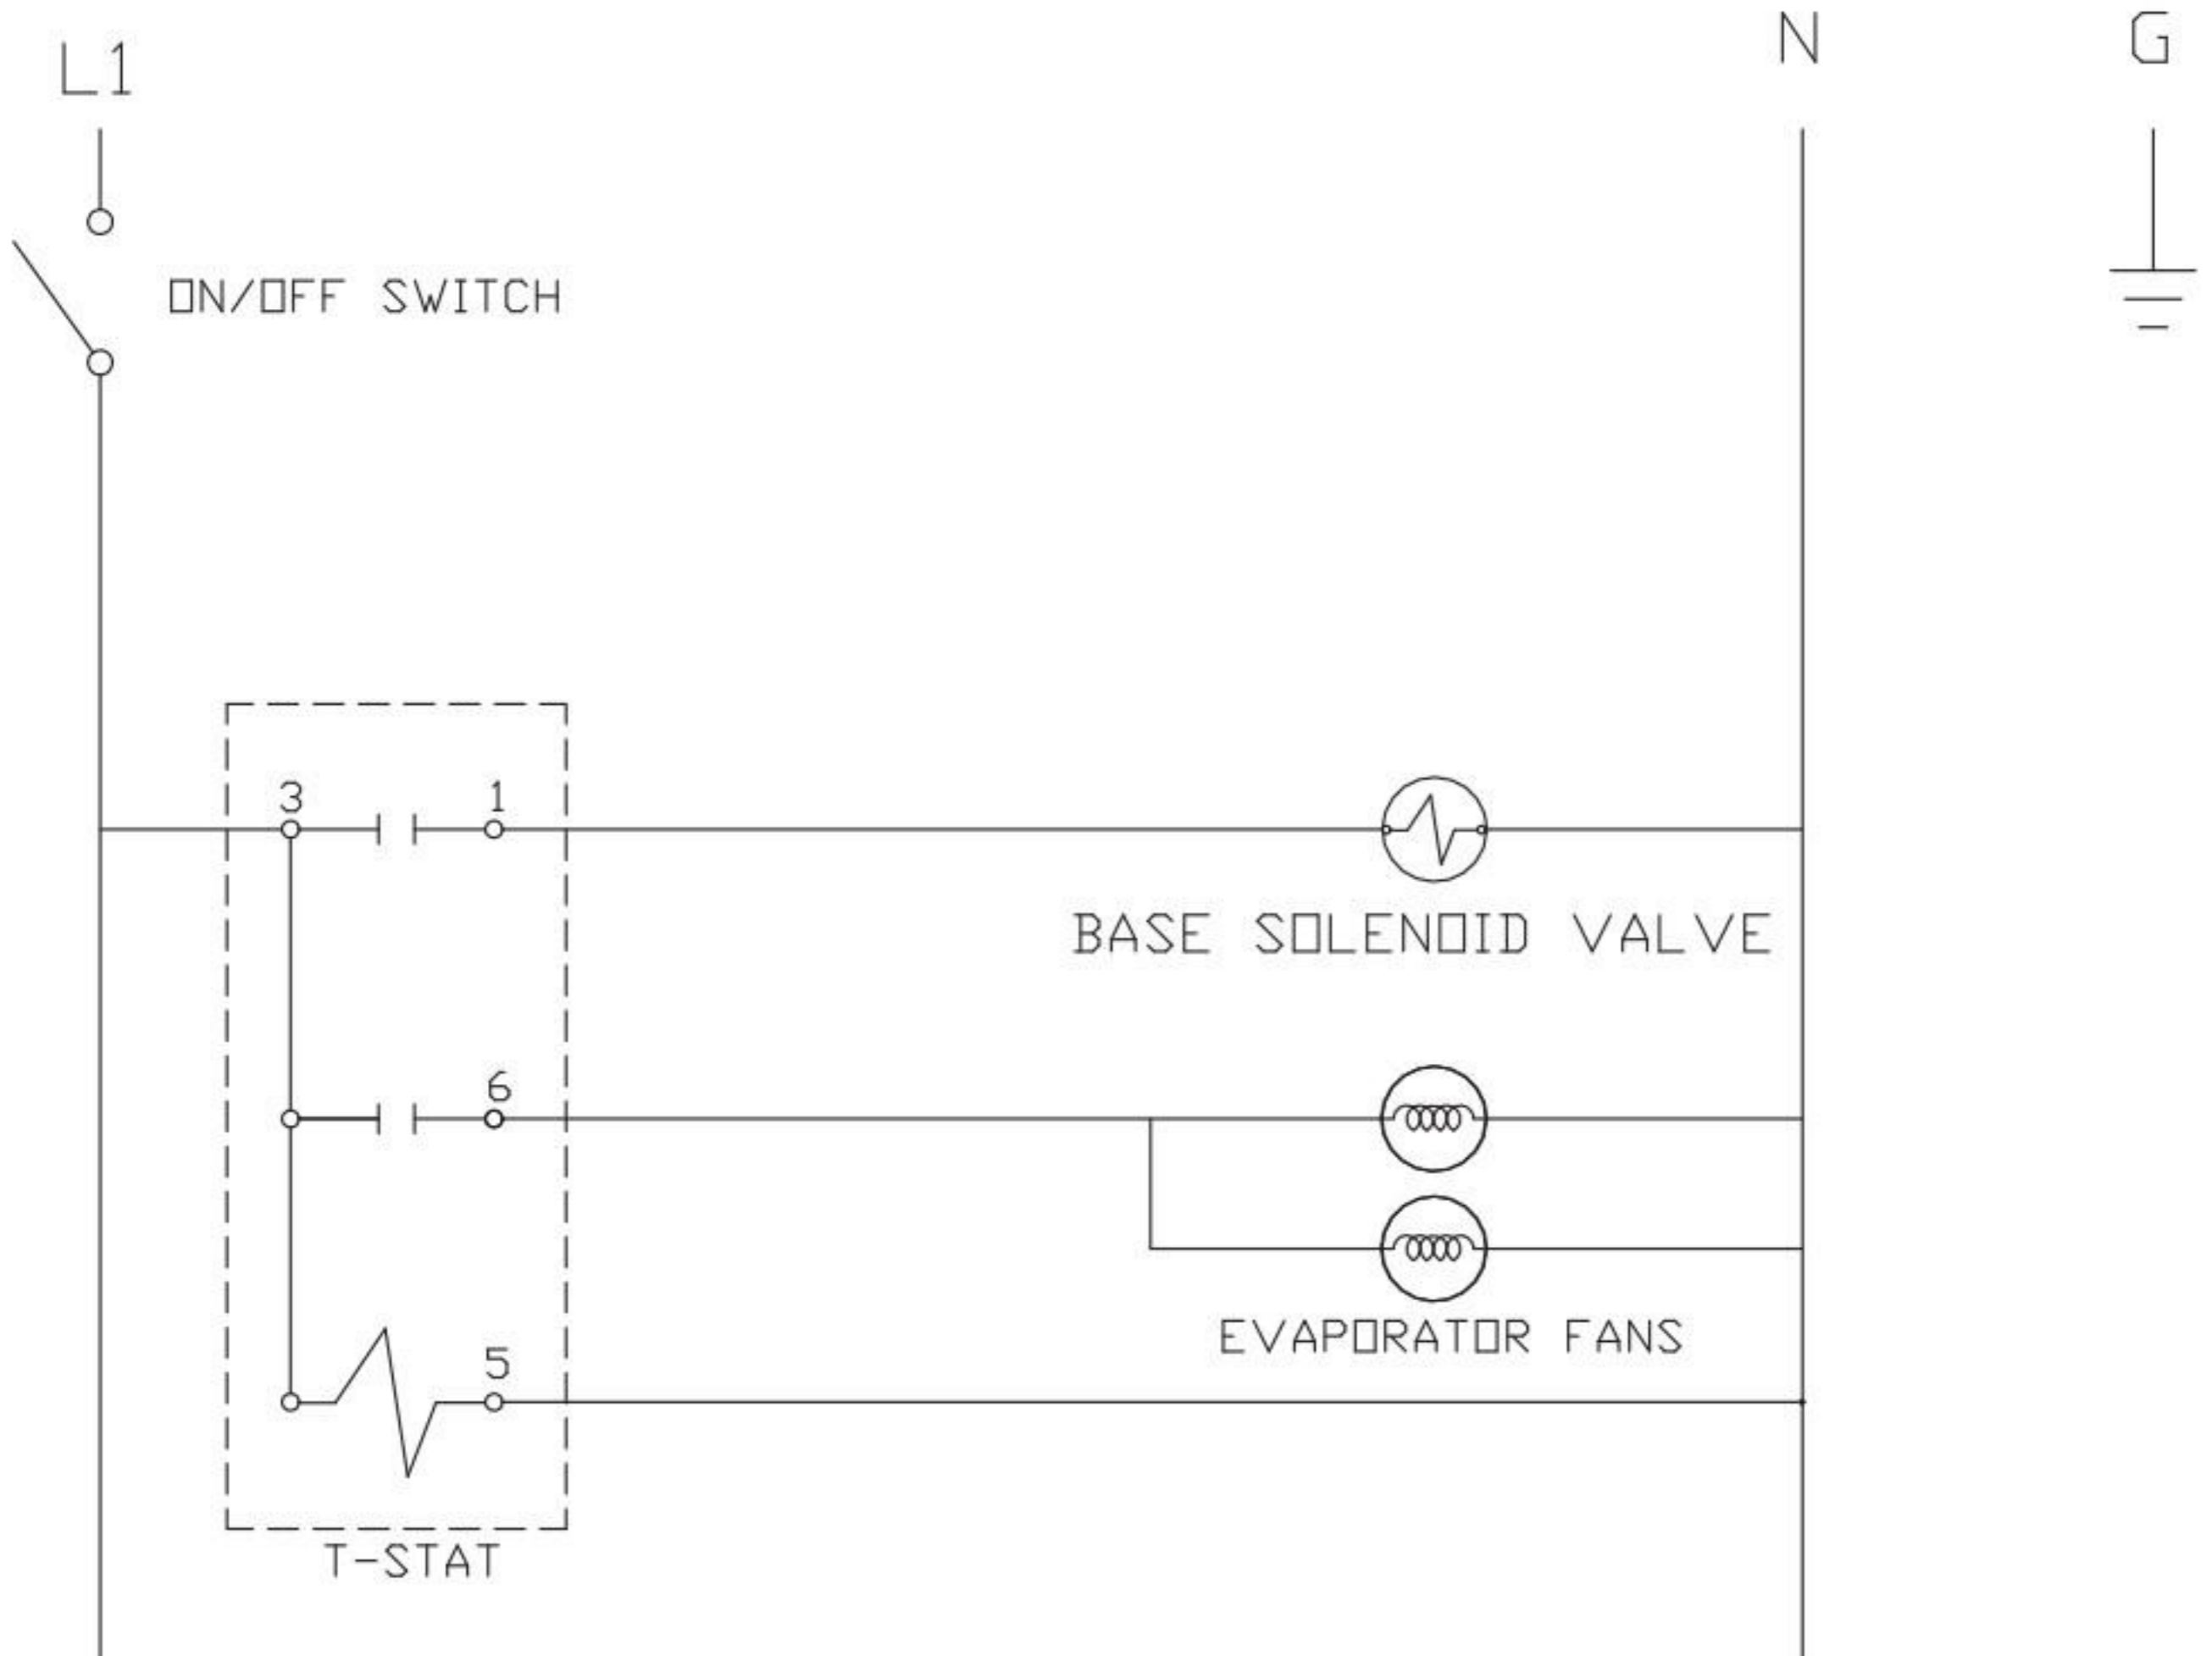 L1
N
G
ON/OFF SWITCH
3
1
BASE SOLENOID VALVE
6
EVAPORATOR FANS
5
T-STAT